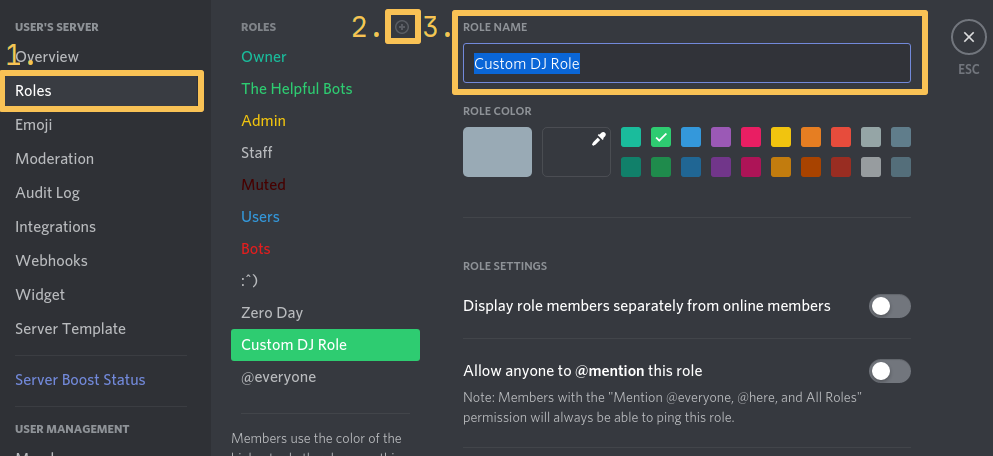 USER'S SERVER
1.
Overview
Roles
Emoji
Moderation
Audit Log
Integrations
Webhooks
Widget
Server Template
Server Boost Status
USER MANAGEMENT
ROLES
2.
Owner
The Helpful Bots
Admin
Staff
Muted
Users
Bots
:^)
Zero Day
Custom DJ Role
@everyone
Members use the color of the
3.
ROLE NAME
Custom DJ Role
ROLE COLOR
ROLE SETTINGS
Display role members separately from online members
Allow anyone to @mention this role
Note: Members with the "Mention @everyone, @here, and All Roles"
permission will always be able to ping this role.
ESC